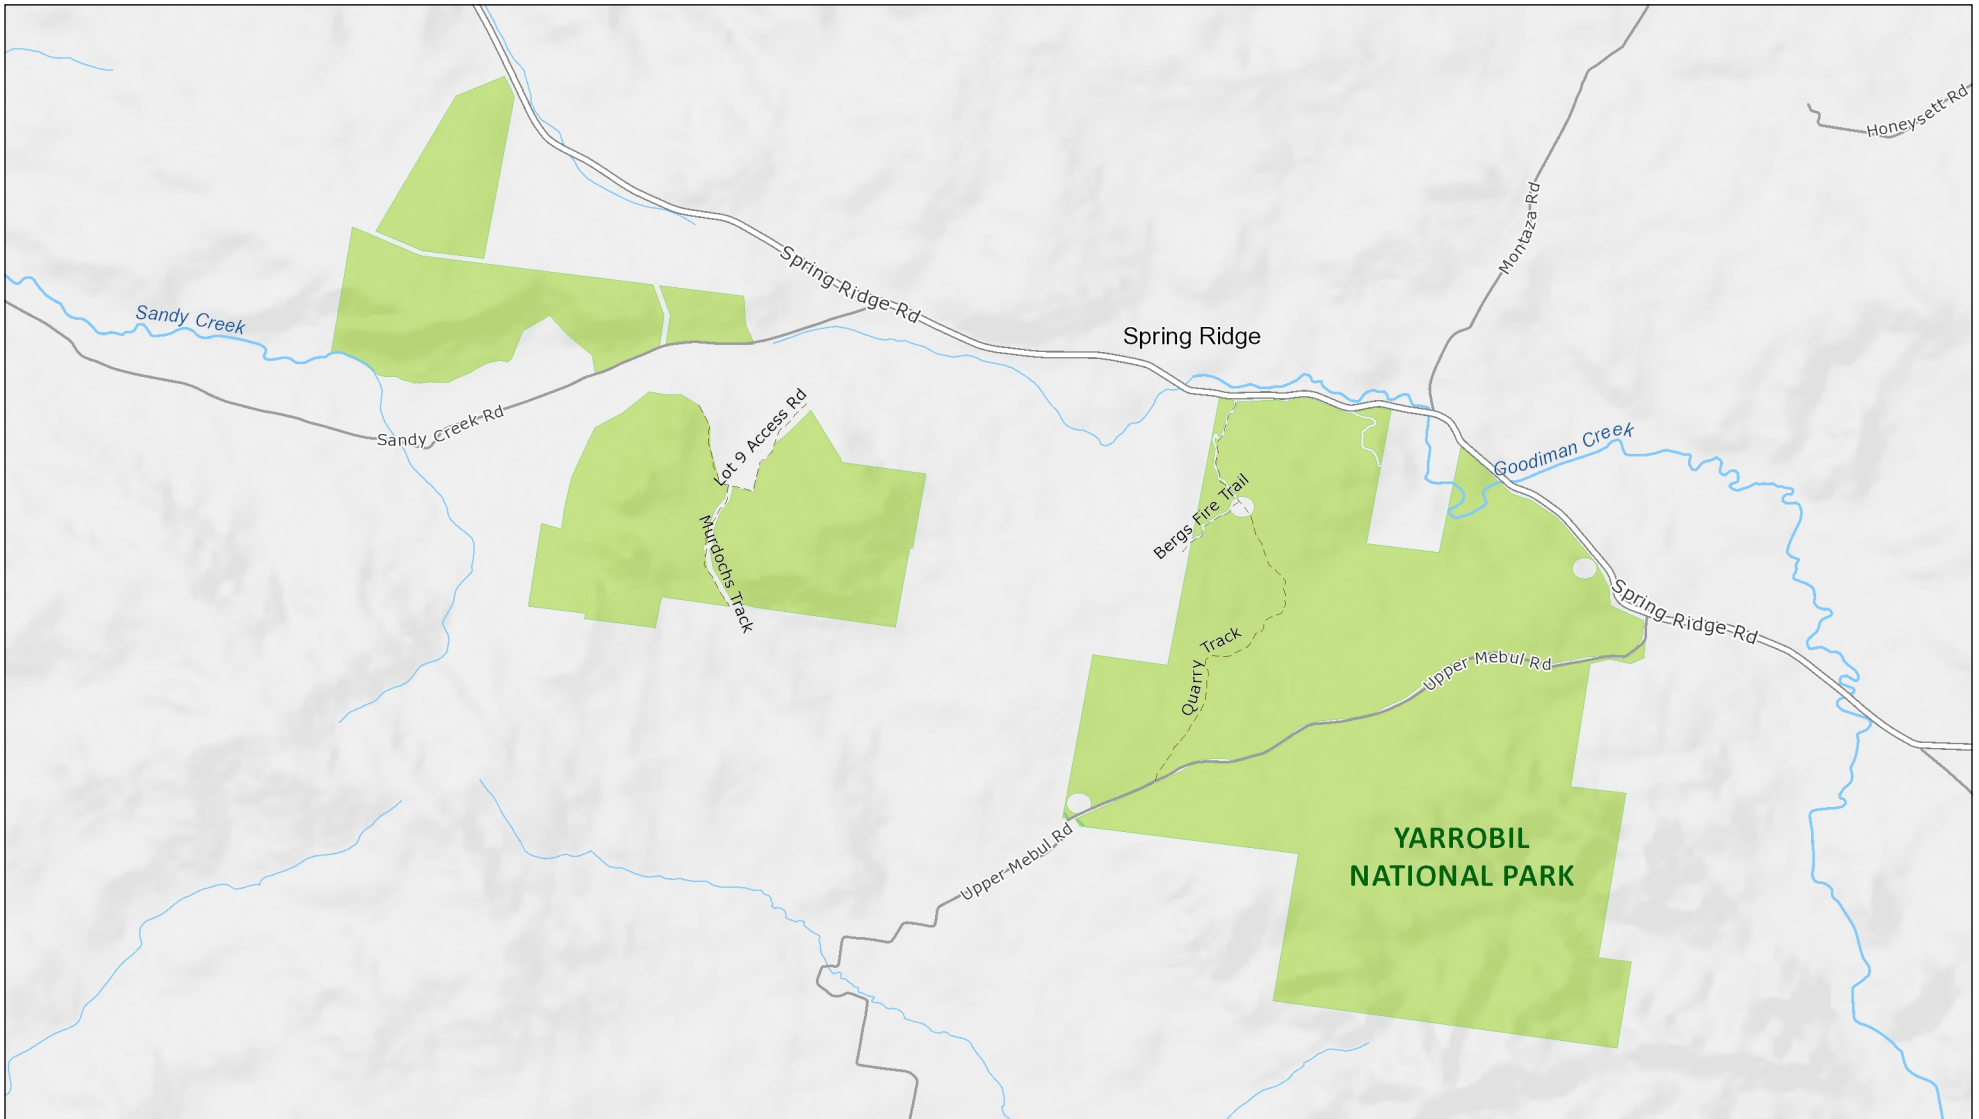 Honeysett Rd
Montaza Rd
Spring Ridge Rd
Sandy Creek
Spring Ridge
Sandy Creek Rd
Lot 9 Access Rd
Goodiman Creek
Bergs Fire Trail
Murdochs Track
Spring Ridge Rd
Quarry Track
Upper Mebul Rd
Upper Mebul Rd
YARROBIL
NATIONAL PARK